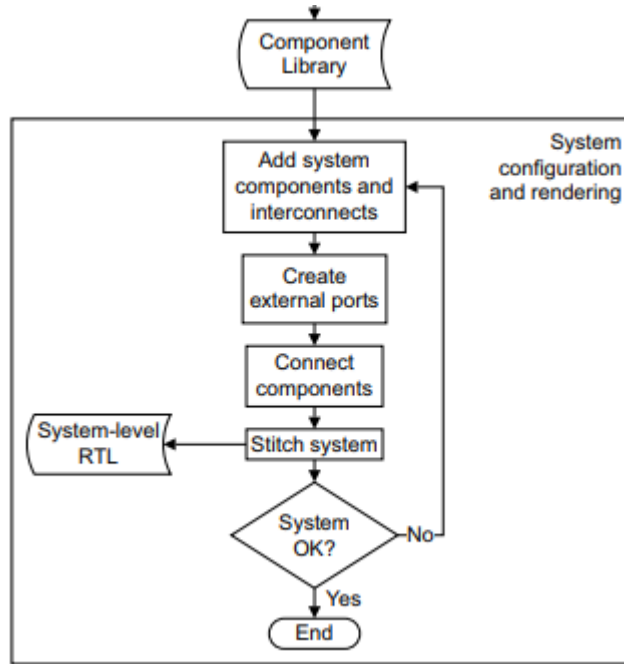 Component
Library
System
configuration
and rendering
Add system
components and
interconnects
Create
external ports
Connect
components
System-level
RTL
Stitch system
System
OK?
No
Yes
End